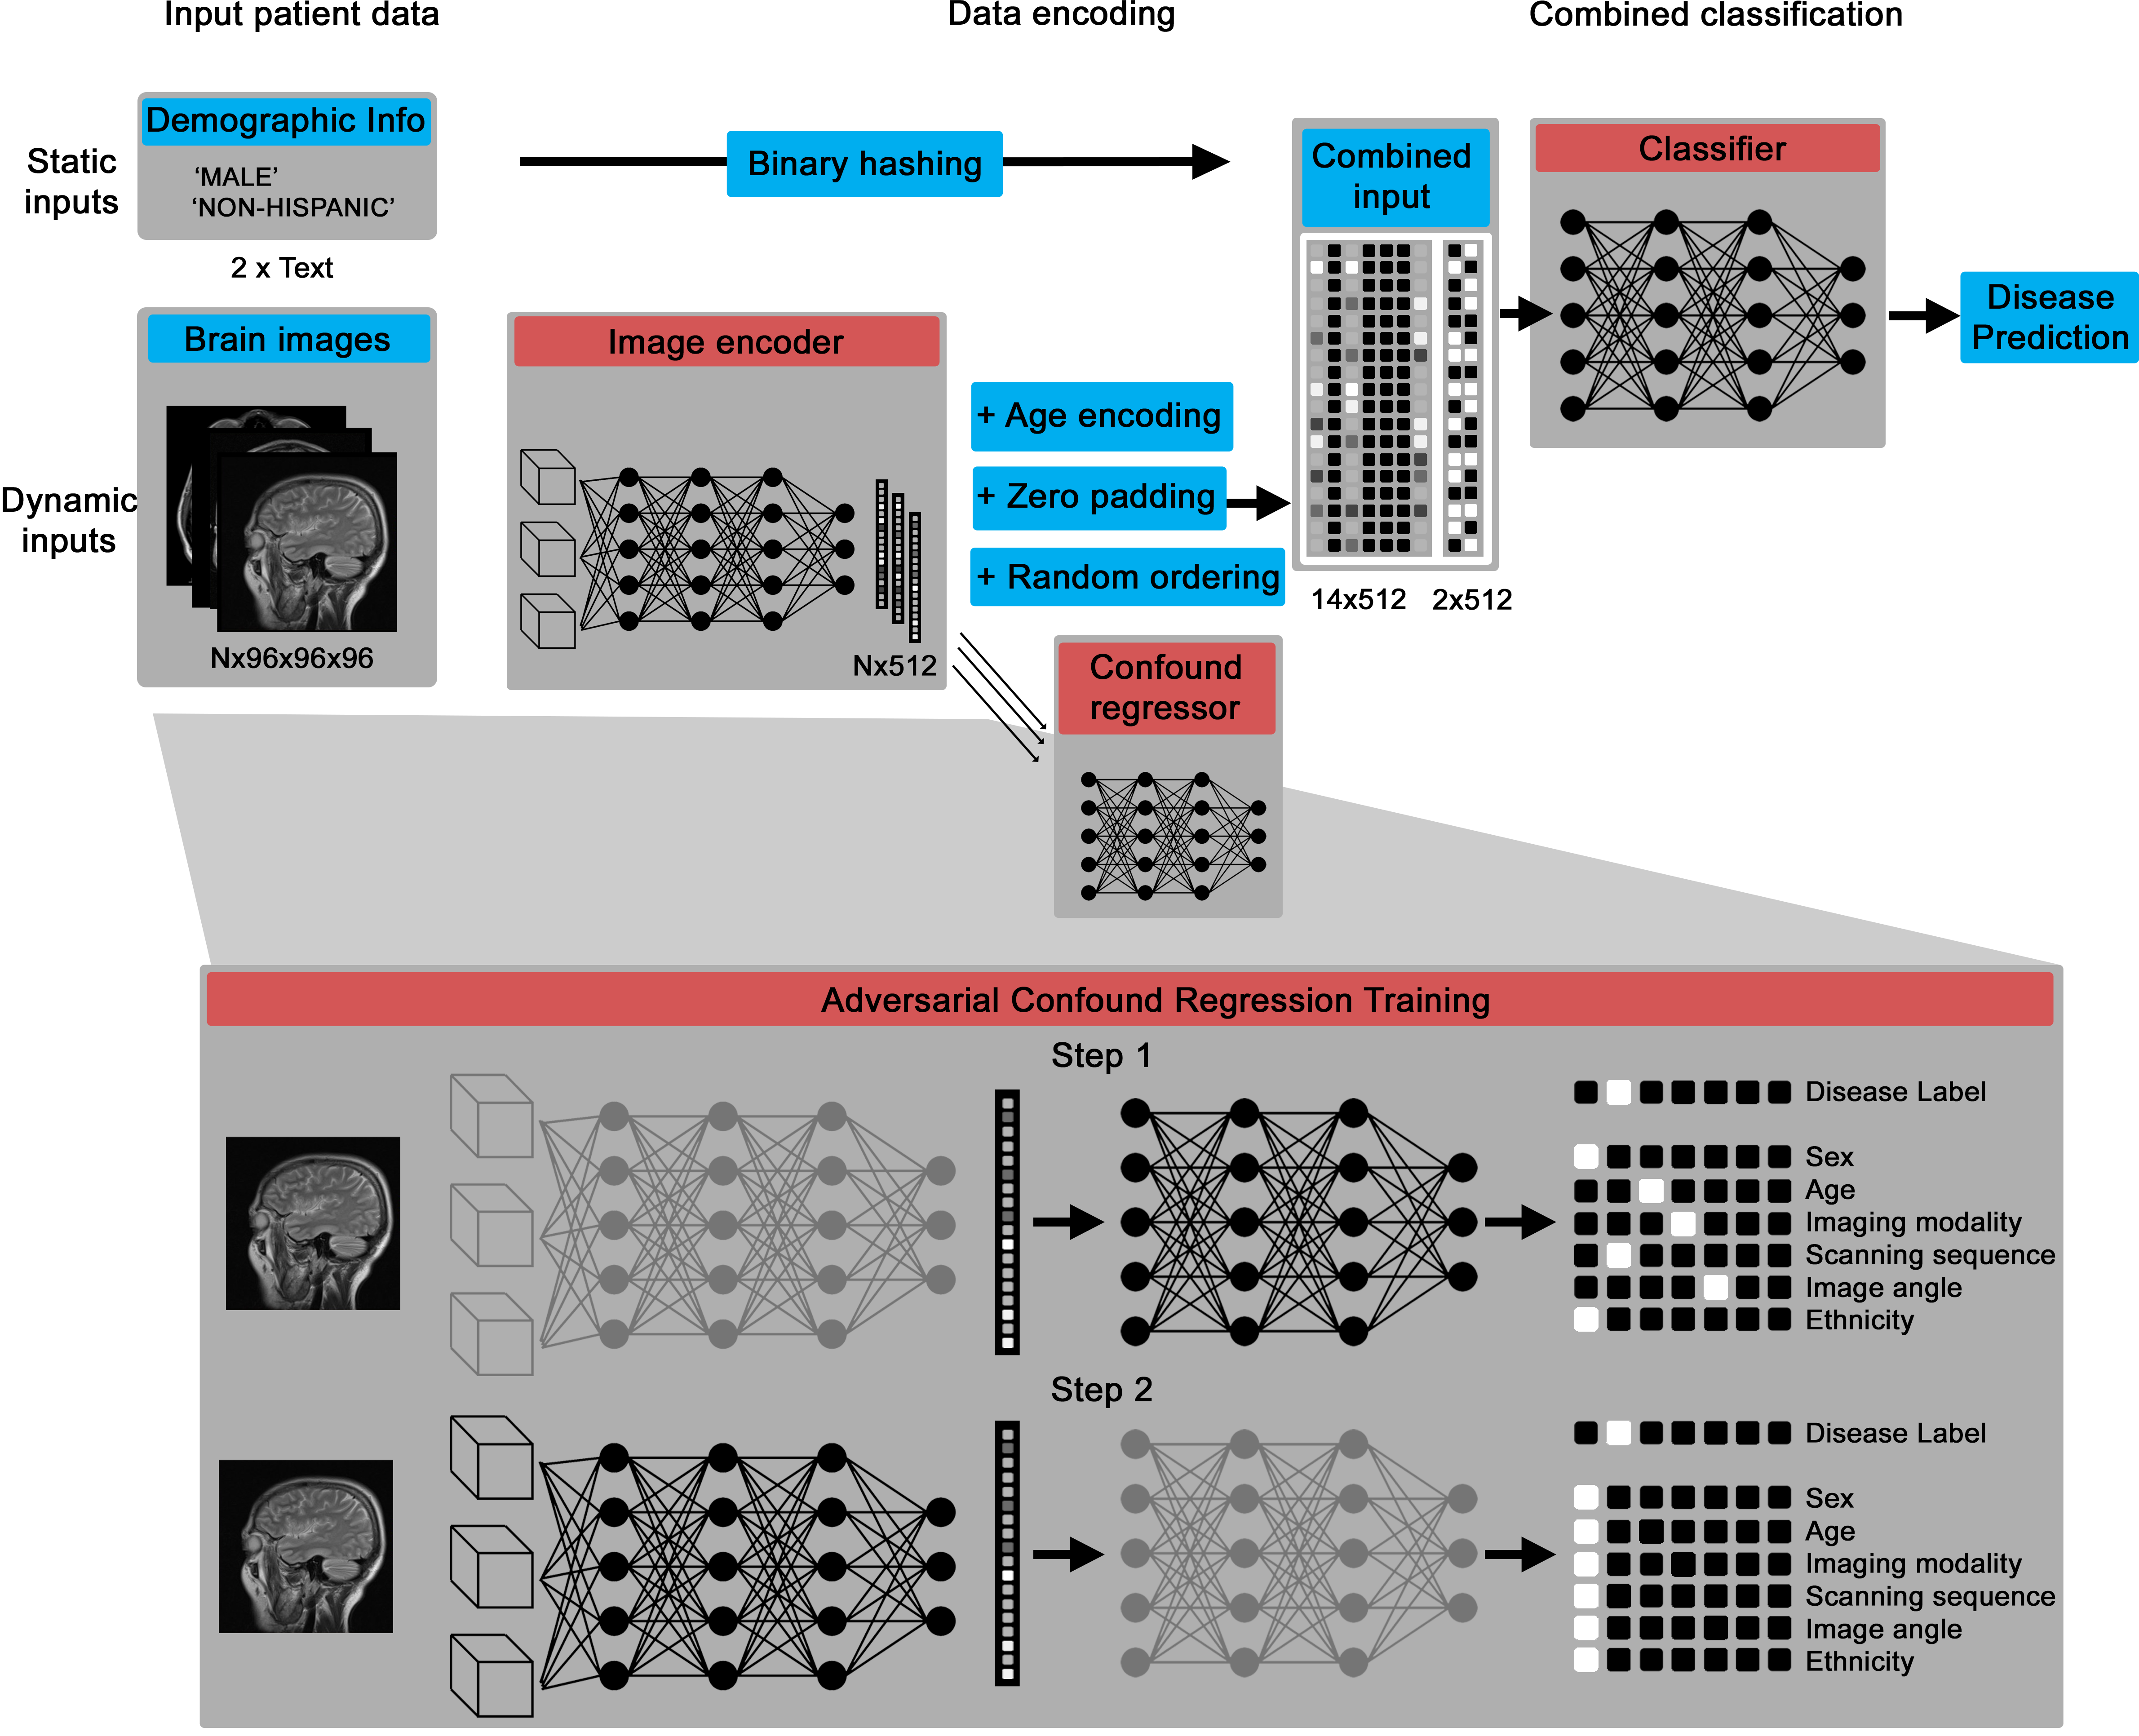 Input patient data
Data encoding
Combined classification
Static
inputs
Demographic Info
‘MALE’
‘NON-HISPANIC’
2 x Text
Binary hashing
Combined
input
Classifier
Disease
Prediction
Dynamic
inputs
Brain images
Nx96x96x96
Image encoder
Nx512
+ Age encoding
+ Zero padding
+ Random ordering
14x512
2x512
Confound
regressor
Adversarial Confound Regression Training
Step 1
Disease Label
Sex
Age
Imaging modality
Scanning sequence
Image angle
Ethnicity
Step 2
Disease Label
Sex
Age
Imaging modality
Scanning sequence
Image angle
Ethnicity